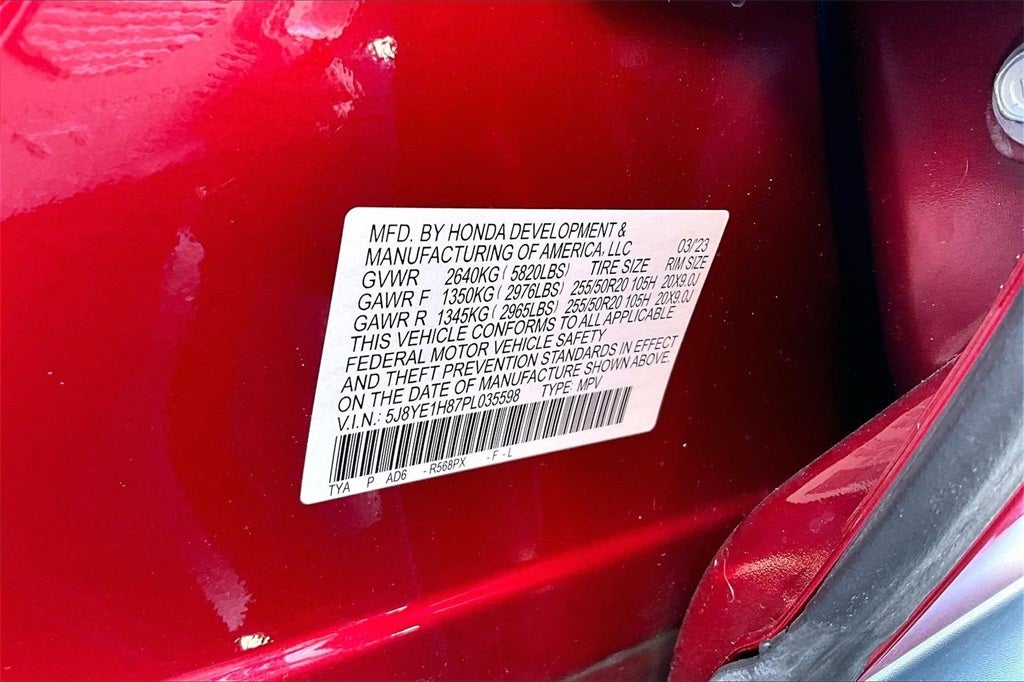 MFD. BY HONDA DEVELOPMENT &
MANUFACTURING OF AMERICA, LLC 03/'23
GVWR 2640KG ( 5820LBS) TIRE SIZE RIM SIZE
GAWR F 1350KG ( 2976LBS) 255/50R20 105H 20X9.0J
GAWR R 1345KG ( 2965LBS) 255/50R20 105H 20X9.0J
THIS VEHICLE CONFORMS TO ALL APPLICABLE
FEDERAL MOTOR VEHICLE SAFETY
AND THEFT PREVENTION STANDARDS IN EFFECT
ON THE DATE OF MANUFACTURE SHOWN ABOVE.
V.I.N.: 5J8YE1H87PL035598 TYPE: MPV
TYA P AD6 - R568PX - F - L